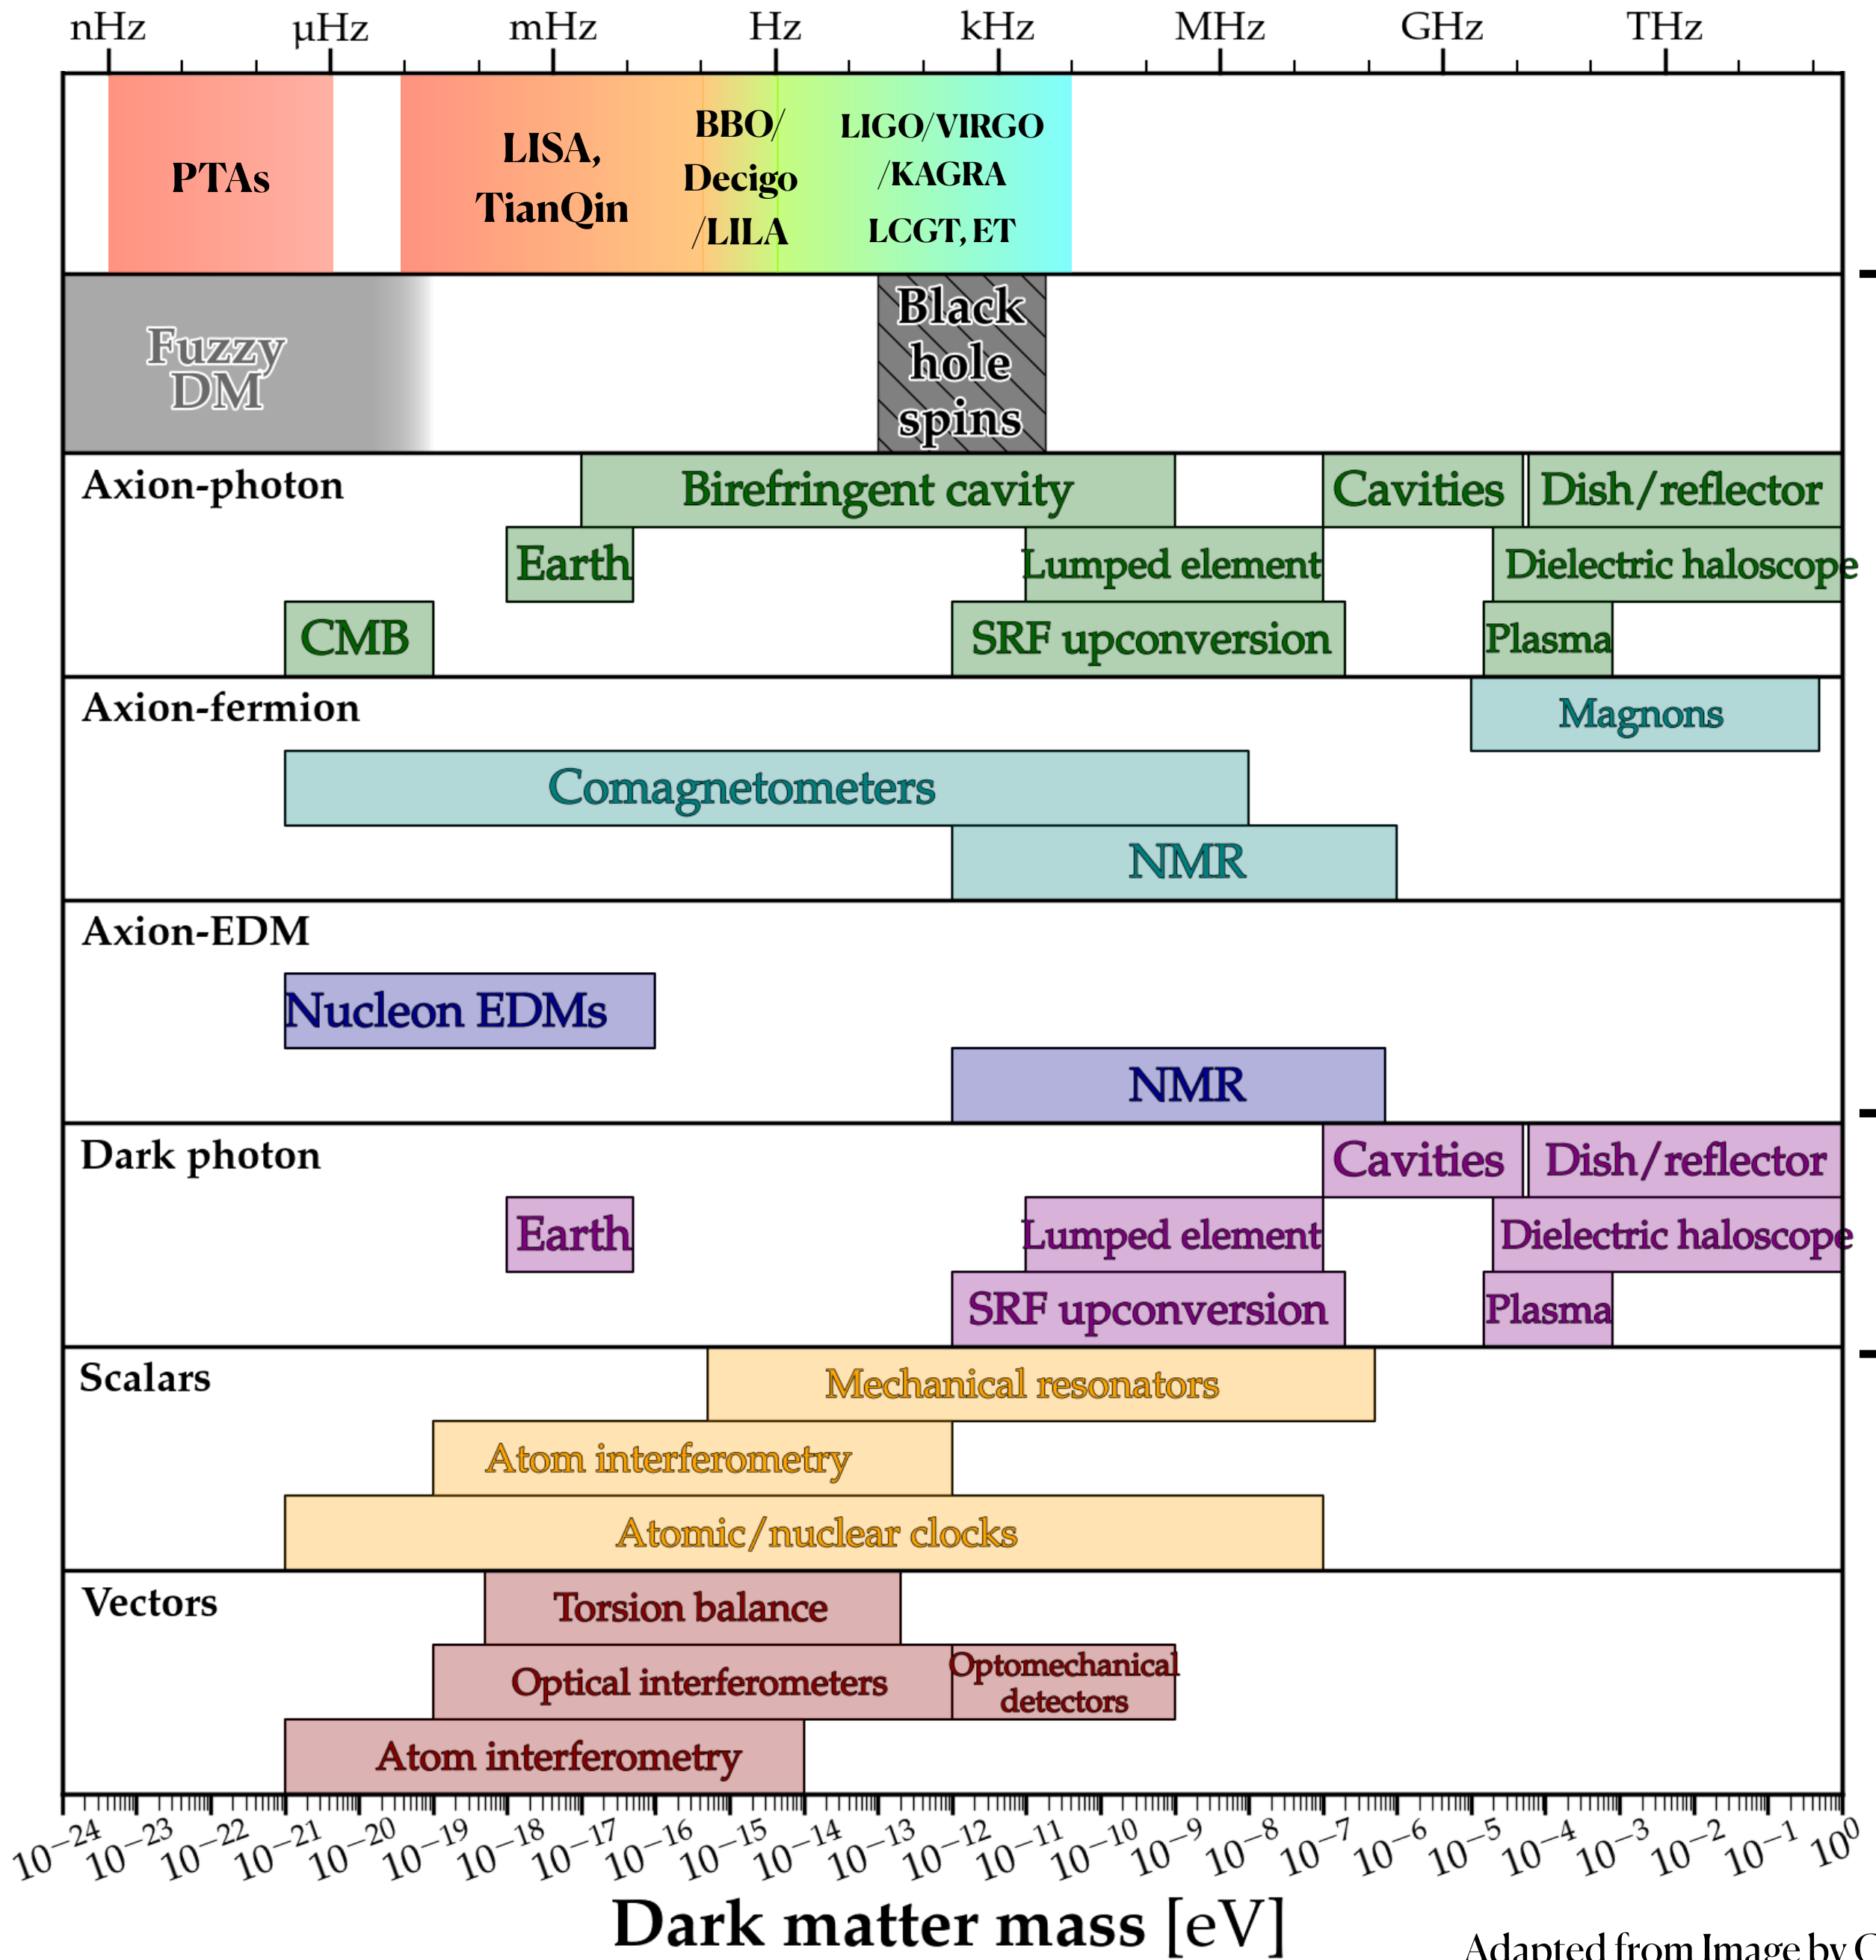 nHz μHz mHz Hz kHz MHz GHz THz
PTAs
LISA,
TianQin
BBO/
Decigo
/LILA
LIGO/VIRGO
/KAGRA
LCGT, ET
Fuzzy
DM
Black
hole
spins
Axion-photon
Birefringent cavity
Cavities
Dish/reflector
Earth
Lumped element
Dielectric haloscope
CMB
SRF upconversion
Plasma
Axion-fermion
Magnons
Comagnetometers
NMR
Axion-EDM
Nucleon EDMs
NMR
Dark photon
Cavities
Dish/reflector
Earth
Lumped element
Dielectric haloscope
SRF upconversion
Plasma
Scalars
Mechanical resonators
Atom interferometry
Atomic/nuclear clocks
Vectors
Torsion balance
Optical interferometers
Optomechanical
detectors
Atom interferometry
10⁻²⁴ 10⁻²³ 10⁻²² 10⁻²¹ 10⁻²⁰ 10⁻¹⁹ 10⁻¹⁸ 10⁻¹⁷ 10⁻¹⁶ 10⁻¹⁵ 10⁻¹⁴ 10⁻¹³ 10⁻¹² 10⁻¹¹ 10⁻¹⁰ 10⁻⁹ 10⁻⁸ 10⁻⁷ 10⁻⁶ 10⁻⁵ 10⁻⁴ 10⁻³ 10⁻² 10⁻¹ 10⁰
Dark matter mass [eV]
Adapted from Image by